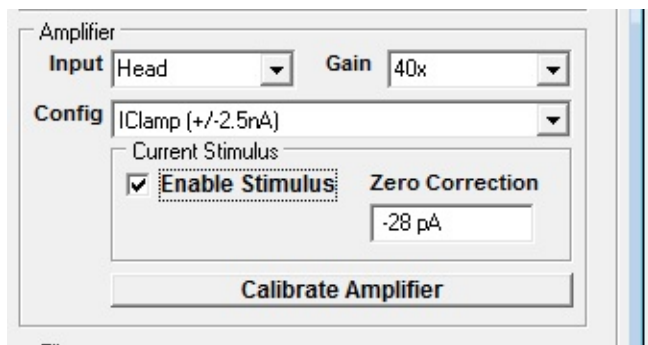 Amplifier
Input Head Gain 40x
Config IClamp (+/-2.5nA)
Current Stimulus
Enable Stimulus Zero Correction
-28 pA
Calibrate Amplifier